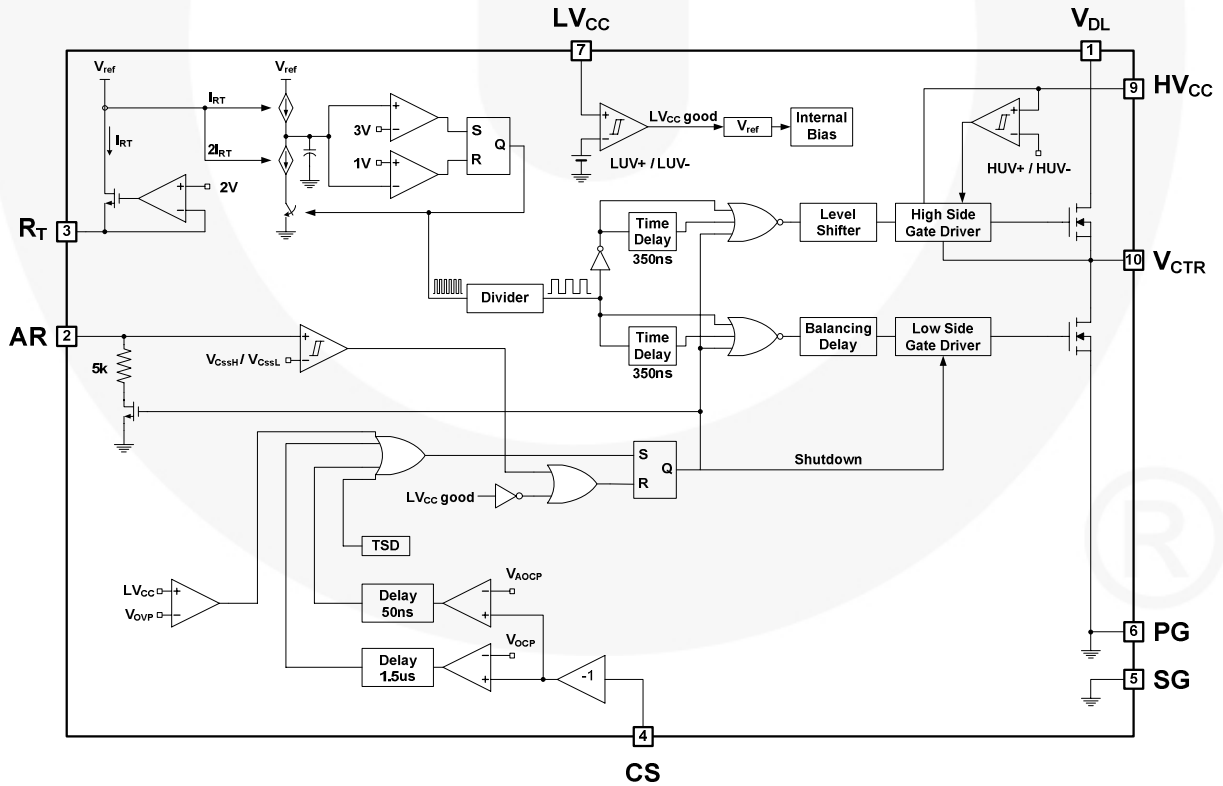 LVCC
VDL
7
1
Vref
Vref
9
HVCC
IRT
LVCC good
Vref
Internal
Bias
3V
S
Q
R
IRT
2IRT
1V
LUV+ / LUV-
HUV+ / HUV-
2V
RT
3
Time
Delay
350ns
Level
Shifter
High Side
Gate Driver
10
VCTR
Divider
AR
2
Time
Delay
350ns
Balancing
Delay
Low Side
Gate Driver
VCssH / VCssL
5k
S
Q
R
Shutdown
LVCC good
TSD
LVCC
VOVP
Delay
50ns
VAOCP
VOCP
Delay
1.5us
-1
6
PG
5
SG
4
CS
+
-
+
-
+
-
+
-
+
-
+
-
+
-
+
-
-
+
-
+
®